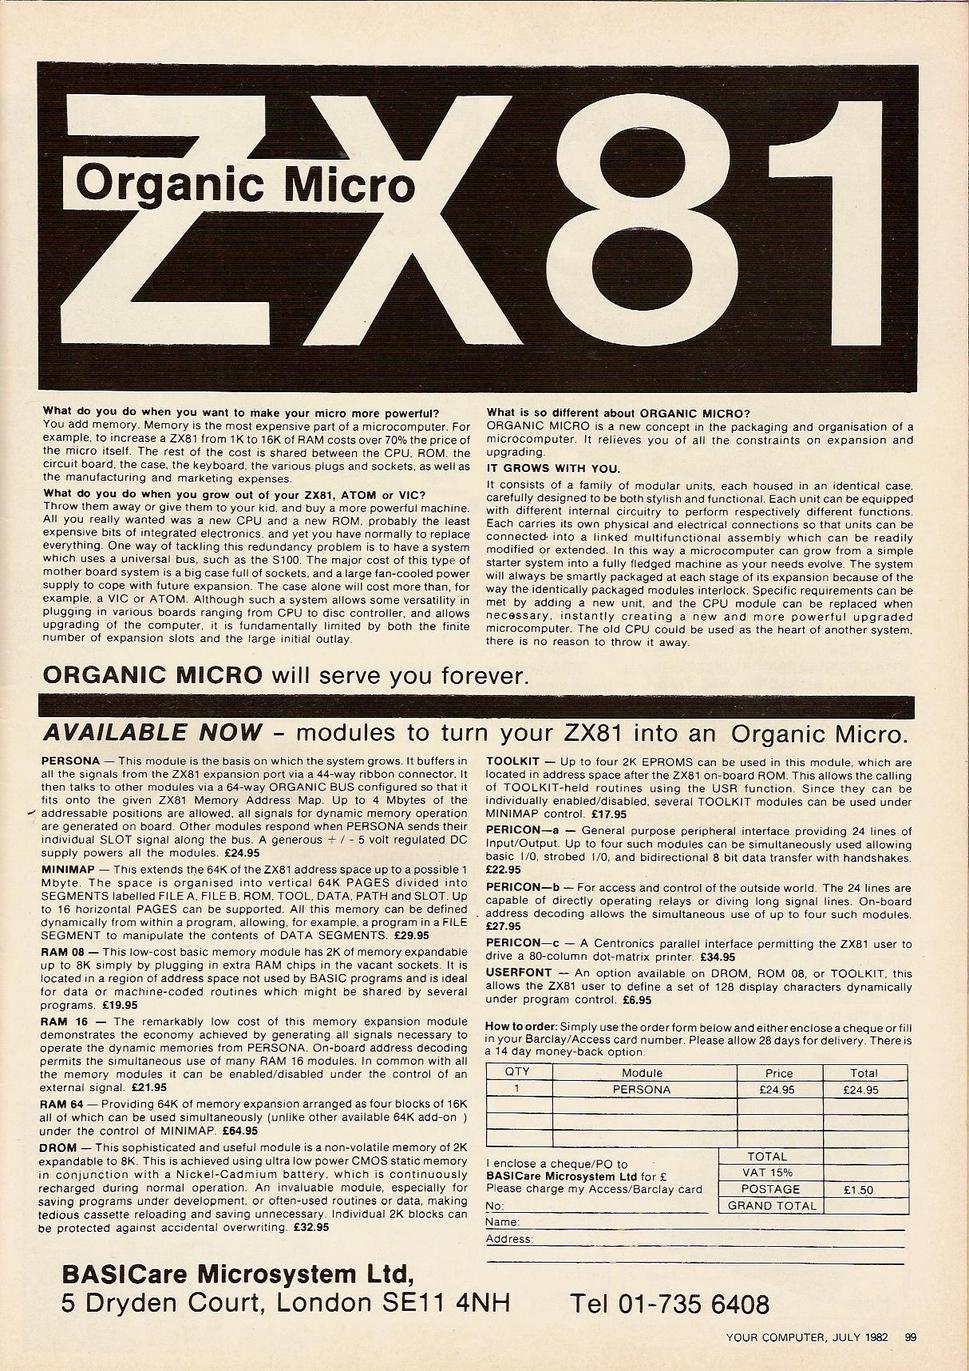 ZX81
Organic Micro
What do you do when you want to make your micro more powerful?
You add memory. Memory is the most expensive part of a microcomputer. For
example, to increase a ZX81 from 1K to 16K of RAM costs over 70% the price of
the micro itself. The rest of the cost is shared between the CPU, ROM, the
circuit board, the case, the keyboard, the various plugs and sockets, as well as
the manufacturing and marketing expenses.
What do you do when you grow out of your ZX81, ATOM or VIC?
Throw them away or give them to your kid, and buy a more powerful machine.
All you really wanted was a new CPU and a new ROM, probably the least
expensive bits of integrated electronics, and yet you have normally to replace
everything. One way of tackling this redundancy problem is to have a system
which uses a universal bus, such as the S100. The major cost of this type of
mother board system is a big case full of sockets, and a large fan-cooled power
supply to cope with future expansion. The case alone will cost more than, for
example, a VIC or ATOM. Although such a system allows some versatility in
plugging in various boards ranging from CPU to disc controller, and allows
upgrading of the computer, it is fundamentally limited by both the finite
number of expansion slots and the large initial outlay.
What is so different about ORGANIC MICRO?
ORGANIC MICRO is a new concept in the packaging and organisation of a
microcomputer. It relieves you of all the constraints on expansion and
upgrading.
IT GROWS WITH YOU.
It consists of a family of modular units, each housed in an identical case,
carefully designed to be both stylish and functional. Each unit can be equipped
with different internal circuitry to perform respectively different functions.
Each carries its own physical and electrical connections so that units can be
connected into a linked multifunctional assembly which can be readily
modified or extended. In this way a microcomputer can grow from a simple
starter system into a fully fledged machine as your needs evolve. The system
will always be smartly packaged at each stage of its expansion because of the
way the identically packaged modules interlock. Specific requirements can be
met by adding a new unit, and the CPU module can be replaced when
necessary, instantly creating a new and more powerful upgraded
microcomputer. The old CPU could be used as the heart of another system,
there is no reason to throw it away.
ORGANIC MICRO will serve you forever.
AVAILABLE NOW – modules to turn your ZX81 into an Organic Micro.
PERSONA — This module is the basis on which the system grows. It buffers in
all the signals from the ZX81 expansion port via a 44-way ribbon connector. It
then talks to other modules via a 64-way ORGANIC BUS configured so that it
fits onto the given ZX81 Memory Address Map. Up to 4 Mbytes of the
addressable positions are allowed, all signals for dynamic memory operation
are generated on board. Other modules respond when PERSONA sends their
individual SLOT signal along the bus. A generous + / - 5 volt regulated DC
supply powers all the modules. £24.95
MINIMAP — This extends the 64K of the ZX81 address space up to a possible 1
Mbyte. The space is organised into vertical 64K PAGES divided into
SEGMENTS labelled FILE A, FILE B, ROM, TOOL, DATA, PATH and SLOT. Up
to 16 horizontal PAGES can be supported. All this memory can be defined
dynamically from within a program, allowing, for example, a program in a FILE
SEGMENT to manipulate the contents of DATA SEGMENTS. £29.95
RAM 08 — This low-cost basic memory module has 2K of memory expandable
up to 8K simply by plugging in extra RAM chips in the vacant sockets. It is
located in a region of address space not used by BASIC programs and is ideal
for data or machine-coded routines which might be shared by several
programs. £19.95
RAM 16 — The remarkably low cost of this memory expansion module
demonstrates the economy achieved by generating all signals necessary to
operate the dynamic memories from PERSONA. On-board address decoding
permits the simultaneous use of many RAM 16 modules. In common with all
the memory modules it can be enabled/disabled under the control of an
external signal. £21.95
RAM 64 — Providing 64K of memory expansion arranged as four blocks of 16K
all of which can be used simultaneously (unlike other available 64K add-on )
under the control of MINIMAP. £64.95
DROM — This sophisticated and useful module is a non-volatile memory of 2K
expandable to 8K. This is achieved using ultra low power CMOS static memory
in conjunction with a Nickel-Cadmium battery, which is continuously
recharged during normal operation. An invaluable module, especially for
saving programs under development, or often-used routines or data, making
tedious cassette reloading and saving unnecessary. Individual 2K blocks can
be protected against accidental overwriting. £32.95
TOOLKIT — Up to four 2K EPROMS can be used in this module, which are
located in address space after the ZX81 on-board ROM. This allows the calling
of TOOLKIT-held routines using the USR function. Since they can be
individually enabled/disabled, several TOOLKIT modules can be used under
MINIMAP control. £17.95
PERICON—a — General purpose peripheral interface providing 24 lines of
Input/Output. Up to four such modules can be simultaneously used allowing
basic I/0, strobed 1/0, and bidirectional 8 bit data transfer with handshakes.
£22.95
PERICON—b — For access and control of the outside world. The 24 lines are
capable of directly operating relays or diving long signal lines. On-board
address decoding allows the simultaneous use of up to four such modules.
£27.95
PERICON—c — A Centronics parallel interface permitting the ZX81 user to
drive a 80-column dot-matrix printer. £34.95
USERFONT — An option available on DROM, ROM 08, or TOOLKIT, this
allows the ZX81 user to define a set of 128 display characters dynamically
under program control. £6.95
How to order: Simply use the order form below and either enclose a cheque or fill
in your Barclay/Access card number. Please allow 28 days for delivery. There is
a 14 day money-back option.
QTY Module Price Total
1 PERSONA £24.95 £24.95
TOTAL
VAT 15%
POSTAGE £1.50
GRAND TOTAL
I enclose a cheque/PO to
BASICare Microsystem Ltd for £
Please charge my Access/Barclay card
No:
Name:
Address:
BASICare Microsystem Ltd,
5 Dryden Court, London SE11 4NH Tel 01-735 6408
YOUR COMPUTER, JULY 1982 99